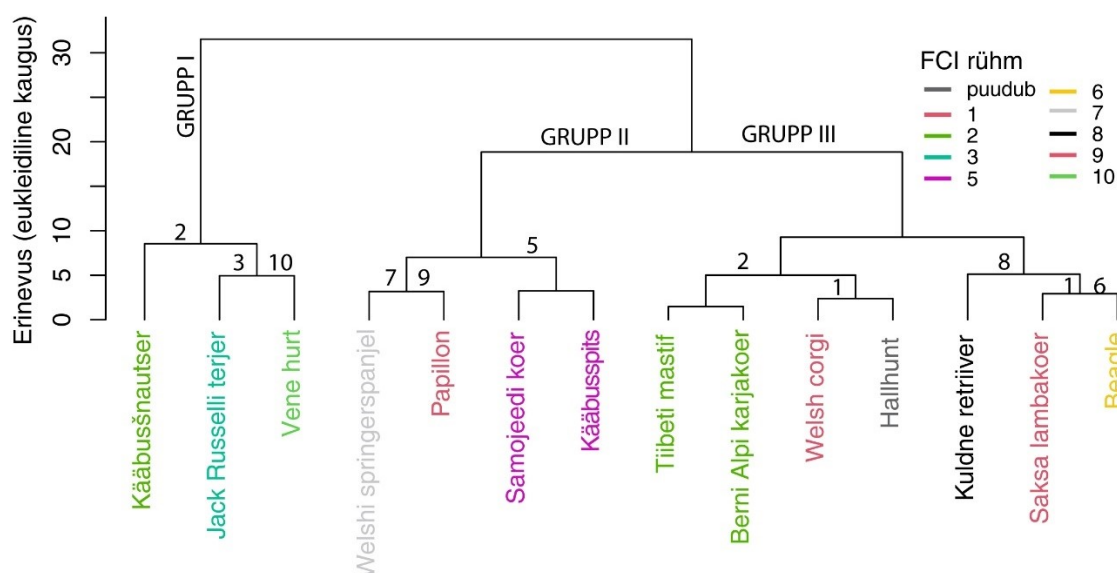 Erinevus (eukleidiline kaugus)
30
20
10
5
0
GRUPP I
GRUPP II
GRUPP III
FCI rühm
puudub
1
2
3
5
6
7
8
9
10
2
3
10
7
9
5
2
1
8
1
6
Kääbusšnautser
Jack Russelli terjer
Vene hurt
Welshi springerspanjel
Papillon
Samojeedi koer
Kääbusspits
Tiibeti mastif
Berni Alpi karjakoer
Welsh corgi
Hallhunt
Kuldne retriiver
Saksa lambakoer
Beagle